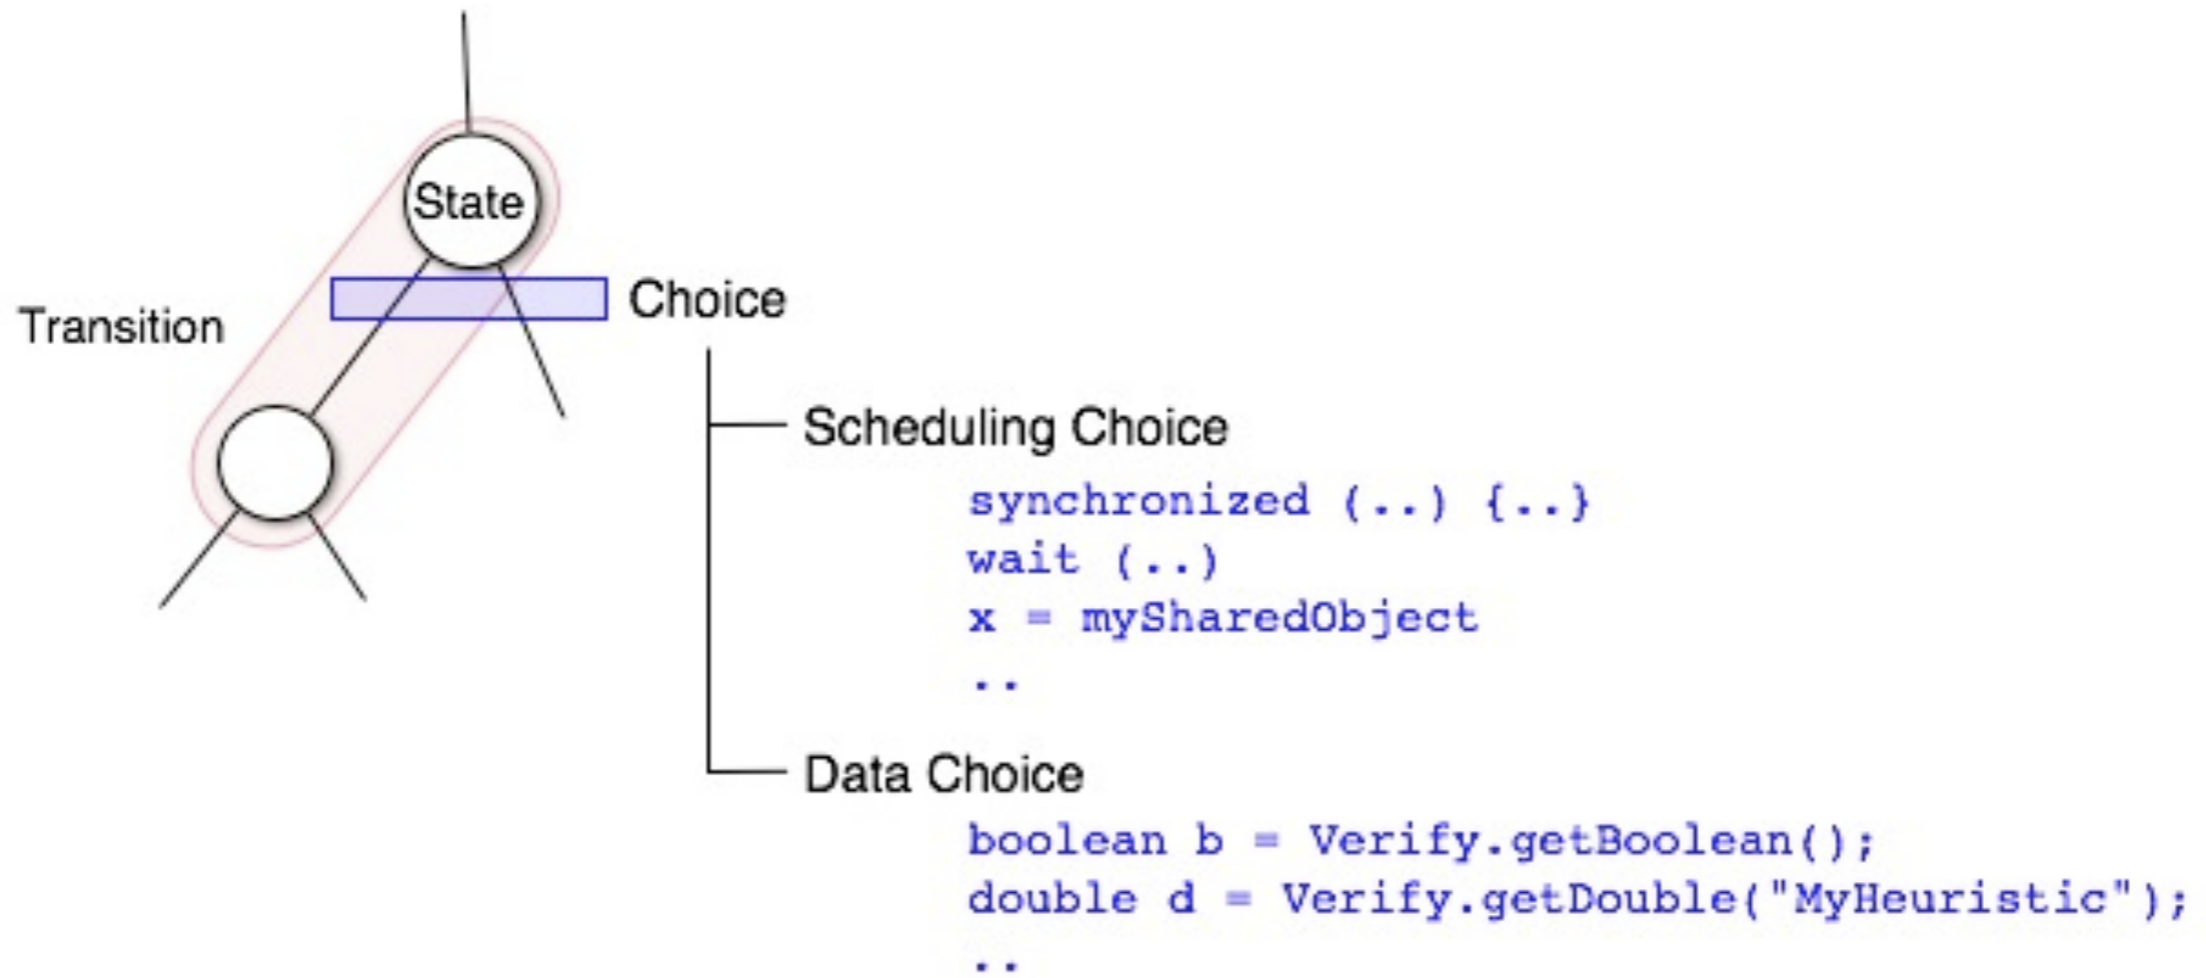 State
Choice
Transition
Scheduling Choice
synchronized (..) {..}
wait (..)
x = mySharedObject
..
Data Choice
boolean b = Verify.getBoolean();
double d = Verify.getDouble("MyHeuristic");
..